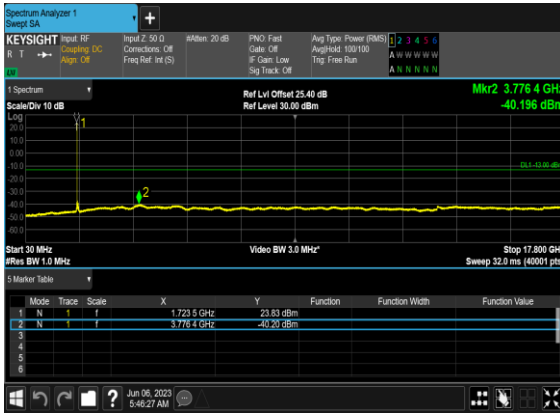 Spectrum Analyzer 1
Swept SA
+
KEYSIGHT
R T
Input: RF
Coupling: DC
Align: Off
Input Z: 50 Ω
Corrections: Off
Freq Ref: Int (S)
#Atten: 20 dB
PNO: Fast
Gate: Off
IF Gain: Low
Sig Track: Off
Avg Type: Power (RMS)
Avg|Hold: 100/100
Trig: Free Run
1 2 3 4 5 6
A W W W W W
A N N N N N
1 Spectrum
Scale/Div 10 dB
Log
Ref Lvl Offset 25.40 dB
Ref Level 30.00 dBm
Mkr2 3.776 4 GHz
-40.196 dBm
20.0
10.0
0.00
-10.0
-20.0
-30.0
-40.0
-50.0
-60.0
1
2
DL1 -13.00 dBm
Start 30 MHz
#Res BW 1.0 MHz
Video BW 3.0 MHz*
Stop 17.800 GHz
Sweep 32.0 ms (40001 pts)
5 Marker Table
Mode Trace Scale X Y Function Function Width Function Value
1 N 1 f 1.723 5 GHz 23.83 dBm
2 N 1 f 3.776 4 GHz -40.20 dBm
3
4
5
6
?
Jun 06, 2023
5:46:27 AM